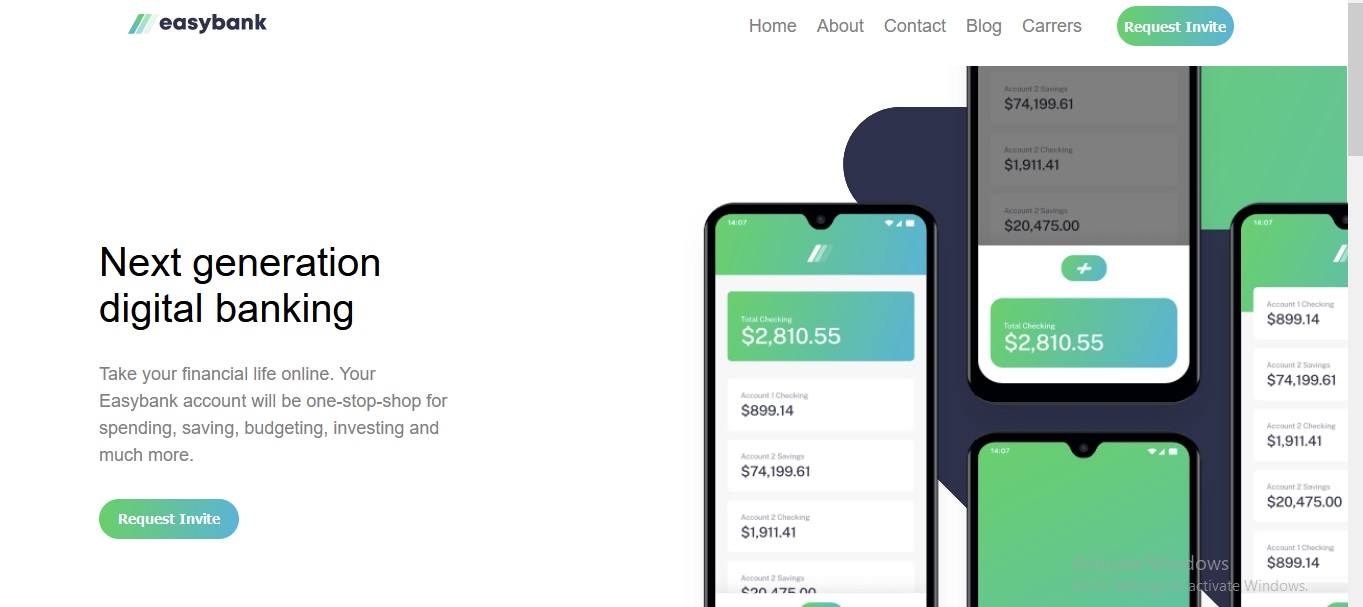 easybank
Home About Contact Blog Carrers Request Invite
Next generation
digital banking
Take your financial life online. Your
Easybank account will be one-stop-shop for
spending, saving, budgeting, investing and
much more.
Request Invite
14:07
Total Checking
$2,810.55
Account 1 Checking
$899.14
Account 2 Savings
$74,199.61
Account 2 Checking
$1,911.41
Account 2 Savings
$20,475.00
Account 2 Savings
$74,199.61
Account 2 Checking
$1,911.41
Account 2 Savings
$20,475.00
Total Checking
$2,810.55
14:07
14:07
Account 1 Checking
$899.14
Account 2 Savings
$74,199.61
Account 2 Checking
$1,911.41
Account 2 Savings
$20,475.00
Account 1 Checking
$899.14
Activate Windows
activate Windows.